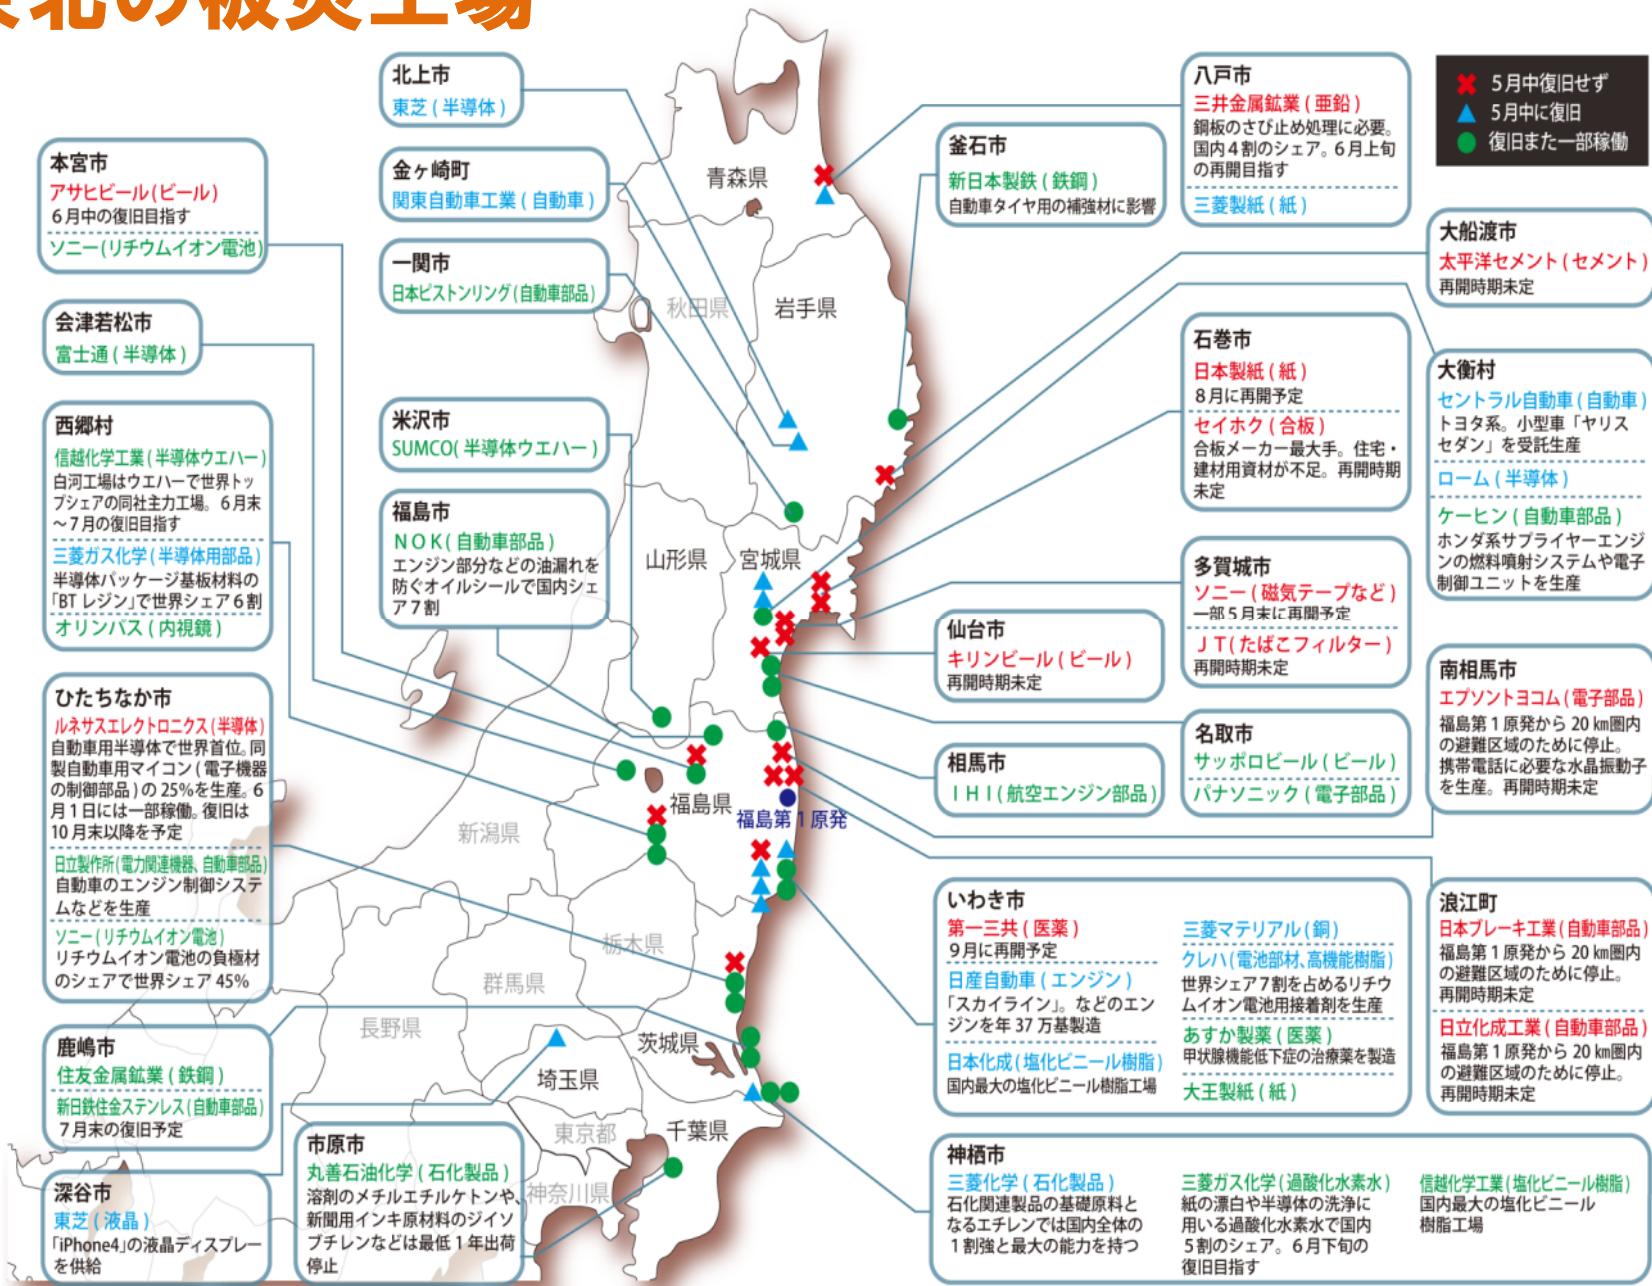 東北の被災工場
✖ 5月中復旧せず
▲ 5月中に復旧
● 復旧また一部稼働
北上市
東芝(半導体)
金ヶ崎町
関東自動車工業(自動車)
一関市
日本ピストンリング(自動車部品)
米沢市
SUMCO(半導体ウエハー)
福島市
NOK(自動車部品)
エンジン部分などの油漏れを
防ぐオイルシールで国内シェ
ア7割
本宮市
アサヒビール(ビール)
6月中の復旧目指す
ソニー(リチウムイオン電池)
会津若松市
富士通(半導体)
西郷村
信越化学工業(半導体ウエハー)
白河工場はウエハーで世界トッ
プシェアの同社主力工場。6月末
～7月の復旧目指す
三菱ガス化学(半導体用部品)
半導体パッケージ基板材料の
「BTレジン」で世界シェア6割
オリンパス(内視鏡)
ひたちなか市
ルネサスエレクトロニクス(半導体)
自動車用半導体で世界首位。同
製自動車用マイコン(電子機器
の制御部品)の25%を生産。6
月1日には一部稼働。復旧は
10月末以降を予定
日立製作所(電力関連機器、自動車部品)
自動車のエンジン制御システ
ムなどを生産
ソニー(リチウムイオン電池)
リチウムイオン電池の負極材
のシェアで世界シェア45%
鹿嶋市
住友金属鉱業(鉄鋼)
新日鉄住金ステンレス(自動車部品)
7月末の復旧予定
深谷市
東芝(液晶)
「iPhone4」の液晶ディスプレー
を供給
市原市
丸善石油化学(石化製品)
溶剤のメチルエチルケトンや、
新聞用インキ原材料のジイソ
ブチレンなどは最低1年出荷
停止
青森県
秋田県
岩手県
山形県
宮城県
福島県
福島第1原発
新潟県
栃木県
群馬県
長野県
茨城県
埼玉県
東京都
千葉県
神奈川県
八戸市
三井金属鉱業(亜鉛)
鋼板のさび止め処理に必要。
国内4割のシェア。6月上旬
の再開目指す
三菱製紙(紙)
釜石市
新日本製鉄(鉄鋼)
自動車タイヤ用の補強材に影響
大船渡市
太平洋セメント(セメント)
再開時期未定
石巻市
日本製紙(紙)
8月に再開予定
セイホク(合板)
合板メーカー最大手。住宅・
建材用資材が不足。再開時期
未定
大衡村
セントラル自動車(自動車)
トヨタ系。小型車「ヤリス
セダン」を受託生産
ローム(半導体)
ケーヒン(自動車部品)
ホンダ系サプライヤーエンジ
ンの燃料噴射システムや電子
制御ユニットを生産
多賀城市
ソニー(磁気テープなど)
一部5月末に再開予定
JT(たばこフィルター)
再開時期未定
仙台市
キリンビール(ビール)
再開時期未定
名取市
サッポロビール(ビール)
パナソニック(電子部品)
相馬市
IHI(航空エンジン部品)
南相馬市
エプソントヨコム(電子部品)
福島第1原発から20㎞圏内
の避難区域のために停止。
携帯電話に必要な水晶振動子
を生産。再開時期未定
浪江町
日本ブレーキ工業(自動車部品)
福島第1原発から20㎞圏内
の避難区域のために停止。
再開時期未定
日立化成工業(自動車部品)
福島第1原発から20㎞圏内
の避難区域のために停止。
再開時期未定
いわき市
第一三共(医薬)
9月に再開予定
日産自動車(エンジン)
「スカイライン」。などのエン
ジンを年37万基製造
日本化成(塩化ビニール樹脂)
国内最大の塩化ビニール樹脂工場
三菱マテリアル(銅)
クレハ(電池部材、高機能樹脂)
世界シェア7割を占めるリチウ
ムイオン電池用接着剤を生産
あすか製薬(医薬)
甲状腺機能低下症の治療薬を製造
大王製紙(紙)
神栖市
三菱化学(石化製品)
石化関連製品の基礎原料と
なるエチレンでは国内全体の
1割強と最大の能力を持つ
三菱ガス化学(過酸化水素水)
紙の漂白や半導体の洗浄に
用いる過酸化水素水で国内
5割のシェア。6月下旬の
復旧目指す
信越化学工業(塩化ビニール樹脂)
国内最大の塩化ビニール
樹脂工場